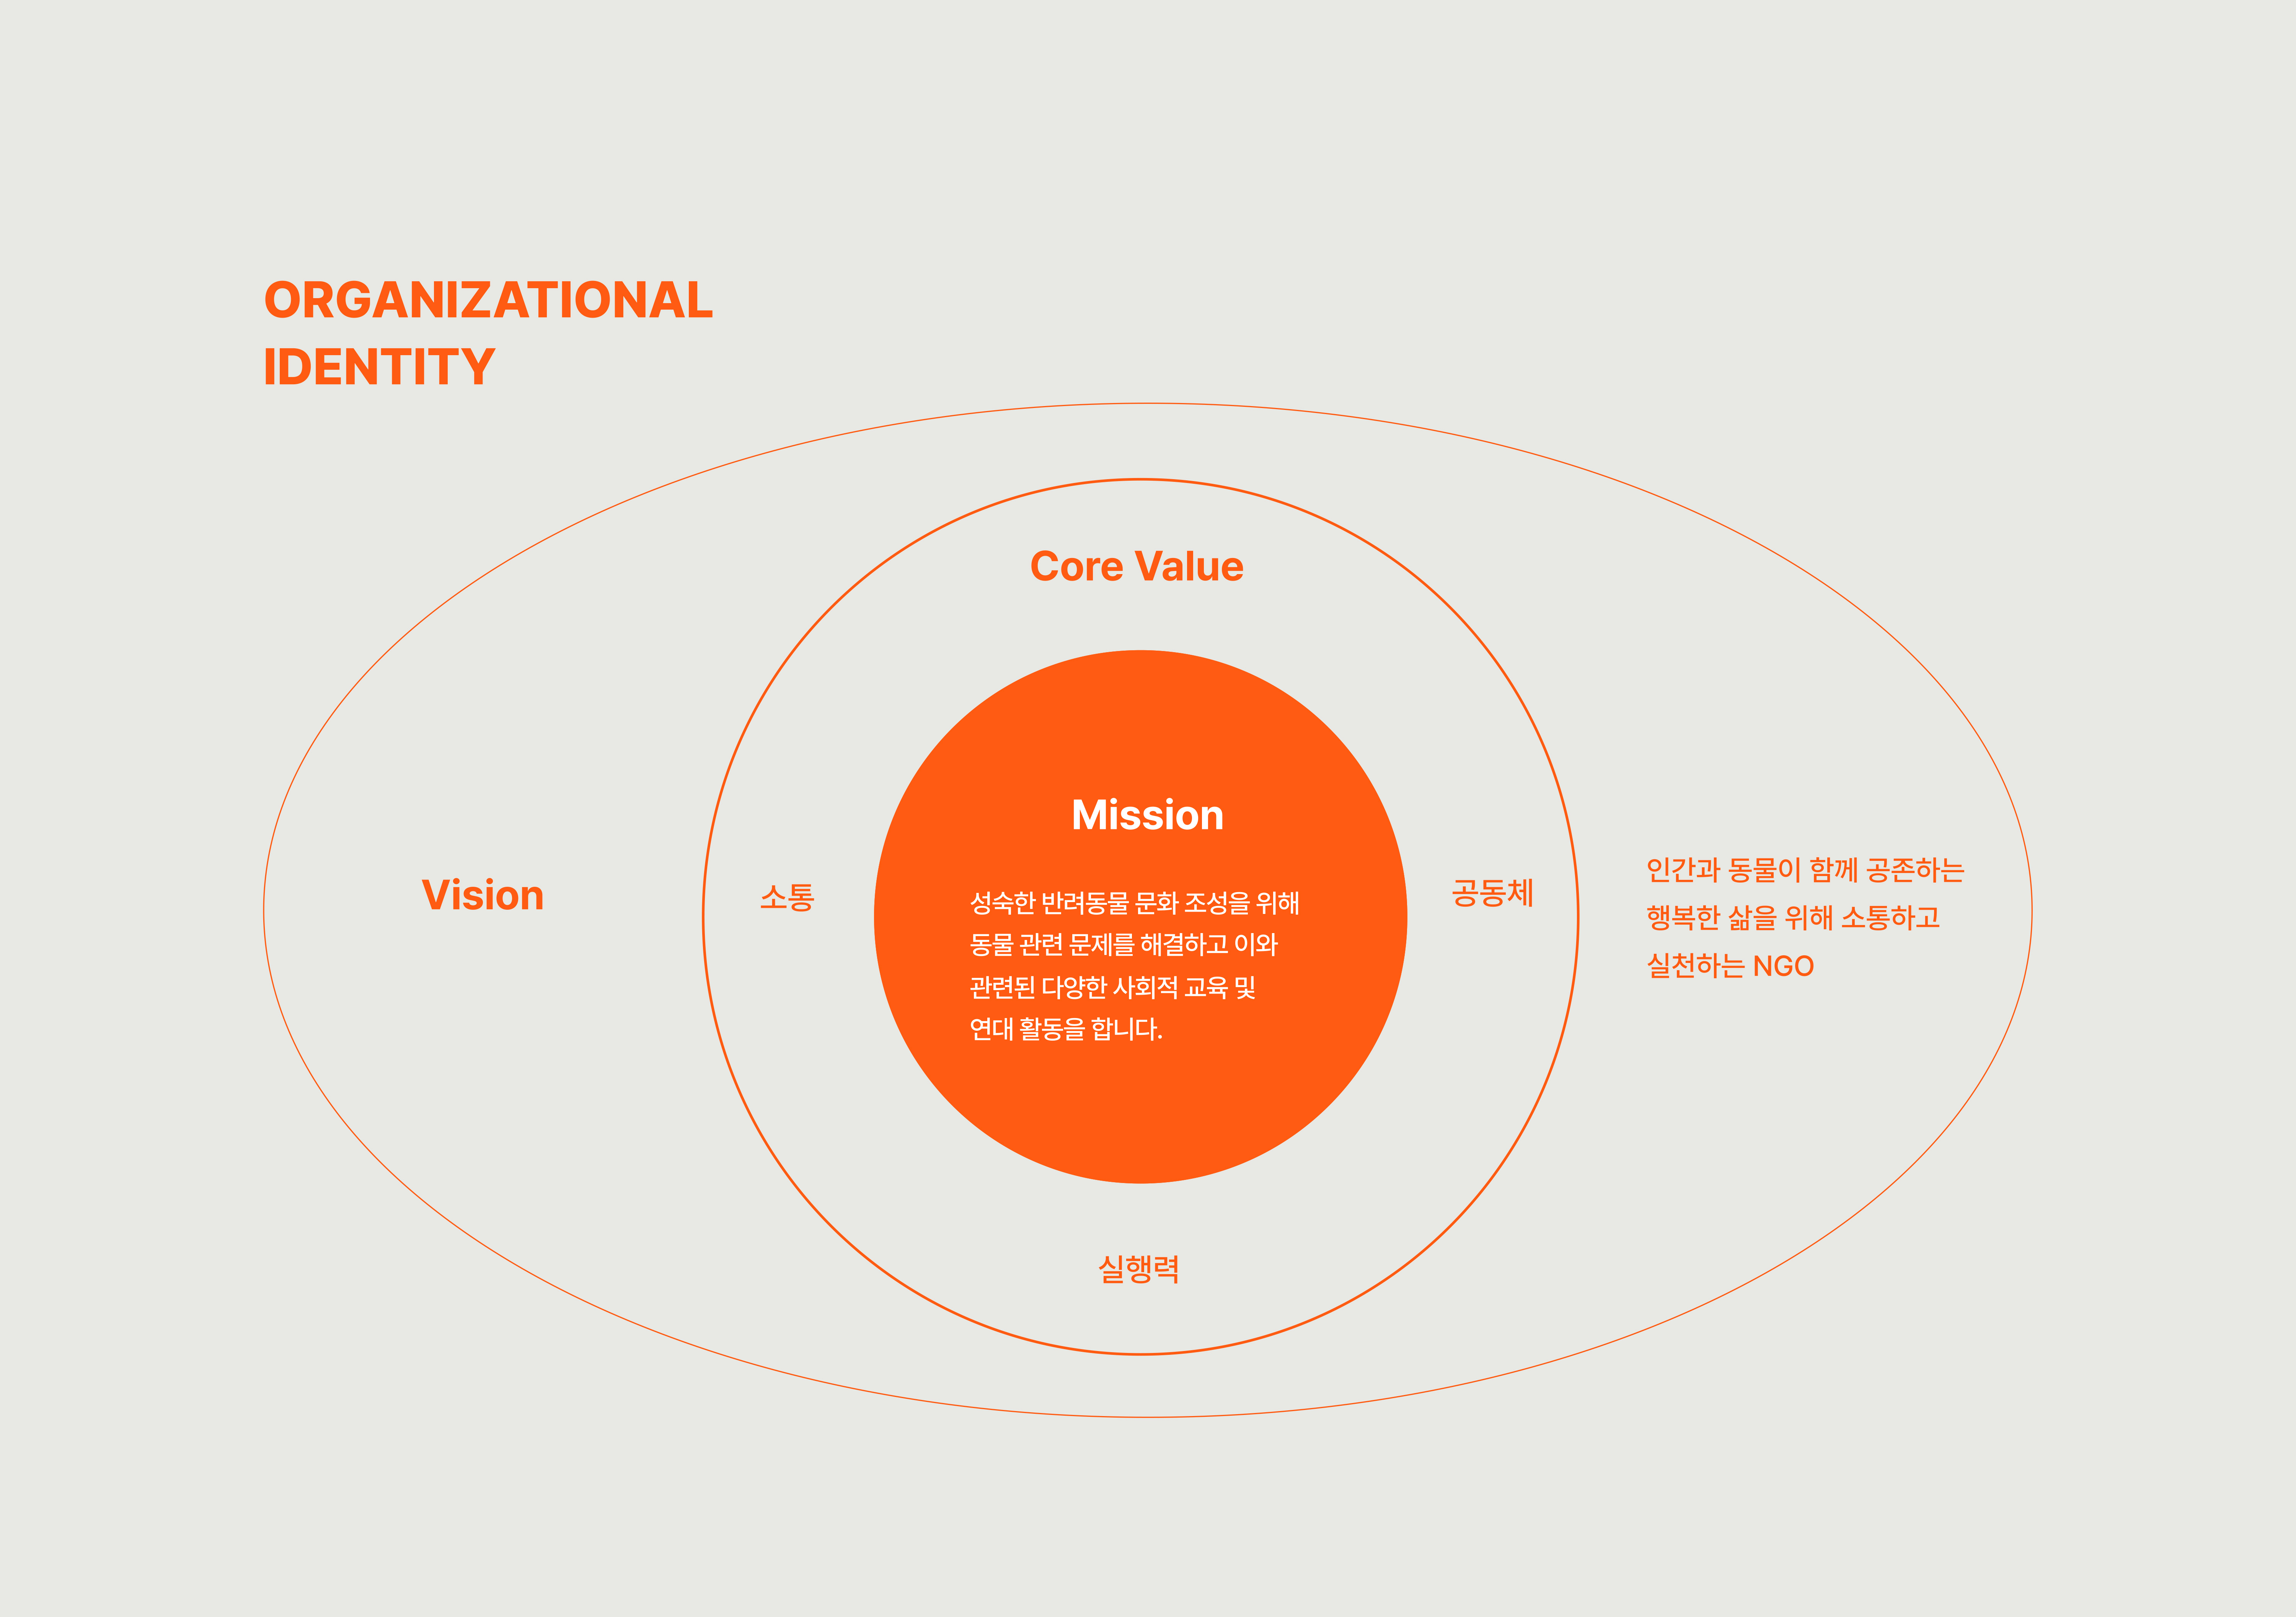 ORGANIZATIONAL
IDENTITY
Core Value
Mission
성숙한 반려동물 문화 조성을 위해
동물 관련 문제를 해결하고 이와
관련된 다양한 사회적 교육 및
연대 활동을 합니다.
Vision
소통
공동체
인간과 동물이 함께 공존하는
행복한 삶을 위해 소통하고
실천하는 NGO
실행력